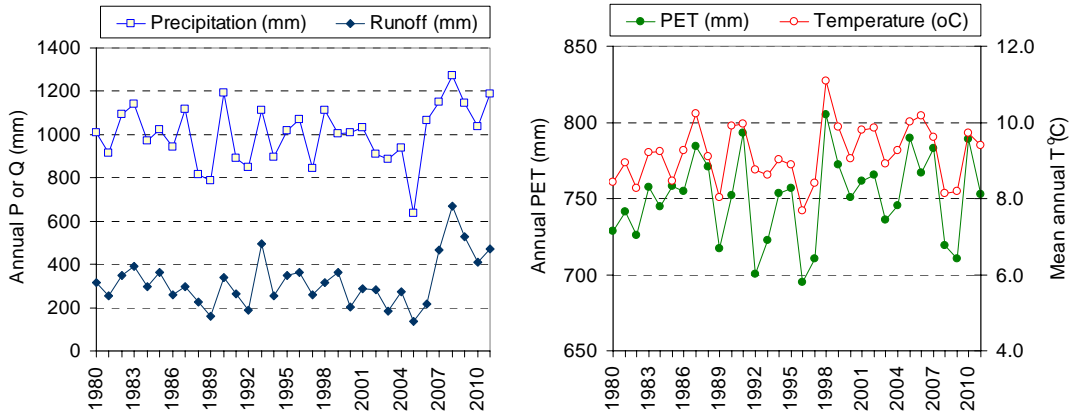 Precipitation (mm) Runoff (mm)
Annual P or Q (mm)
1400
1200
1000
800
600
400
200
0
1980 1983 1986 1989 1992 1995 1998 2001 2004 2007 2010
PET (mm) Temperature (oC)
Annual PET (mm)
850
800
750
700
650
12.0
10.0
8.0
6.0
4.0
Mean annual T°(C)
1980 1983 1986 1989 1992 1995 1998 2001 2004 2007 2010